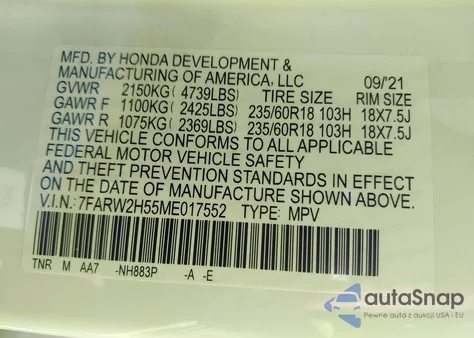 MFD. BY HONDA DEVELOPMENT &
MANUFACTURING OF AMERICA, LLC 09/'21
GVWR 2150KG ( 4739LBS) TIRE SIZE RIM SIZE
GAWR F 1100KG ( 2425LBS) 235/60R18 103H 18X7.5J
GAWR R 1075KG ( 2369LBS) 235/60R18 103H 18X7.5J
THIS VEHICLE CONFORMS TO ALL APPLICABLE
FEDERAL MOTOR VEHICLE SAFETY
AND THEFT PREVENTION STANDARDS IN EFFECT
ON THE DATE OF MANUFACTURE SHOWN ABOVE.
V.I.N.: 7FARW2H55ME017552 TYPE: MPV
TNR M AA7 -NH883P -A -E
autoSnap
Pewne auta z USA i EU